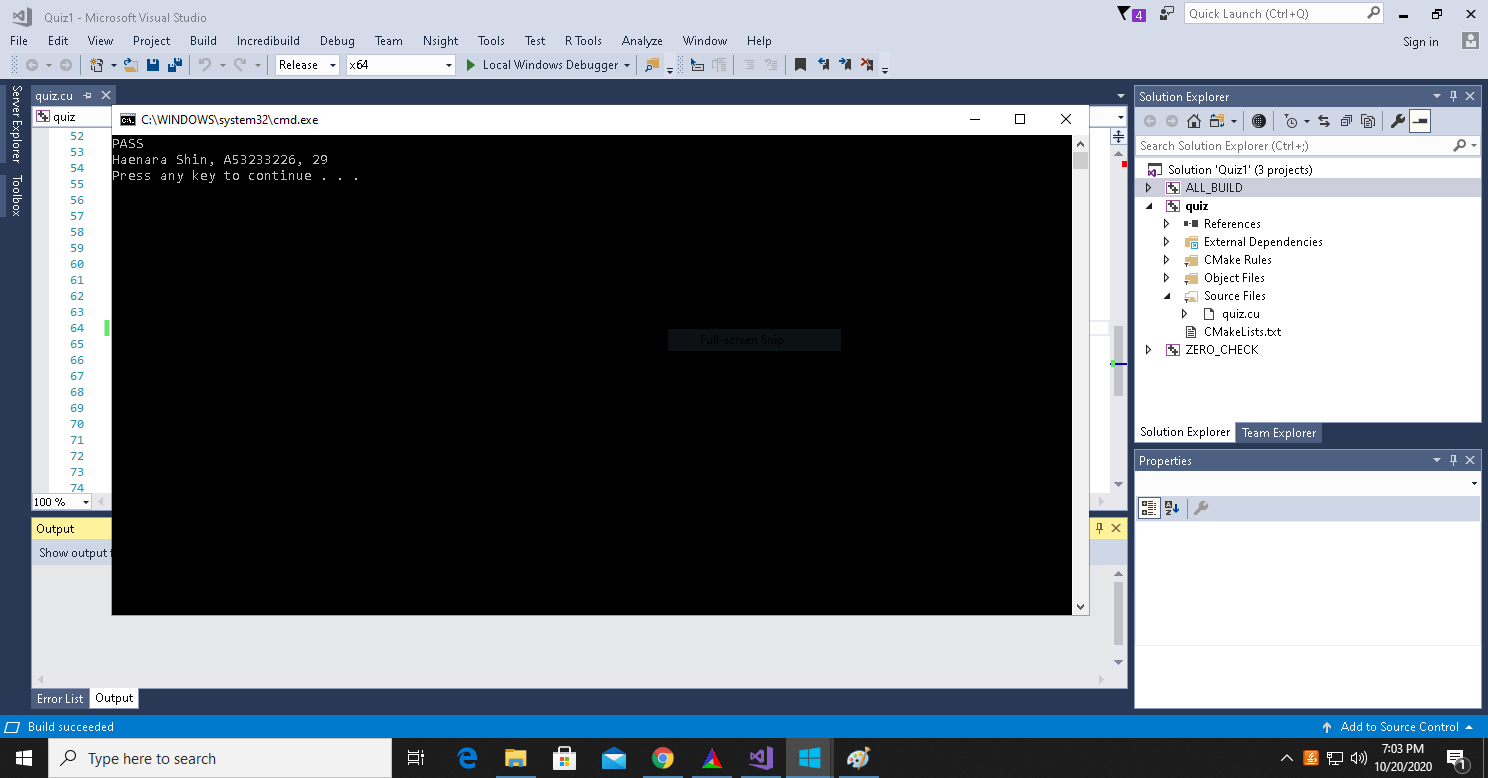 Quiz1 - Microsoft Visual Studio
4
Quick Launch (Ctrl+Q)
File Edit View Project Build Incredibuild Debug Team Nsight Tools Test R Tools Analyze Window Help
Sign in
Release x64 Local Windows Debugger
Server Explorer
Toolbox
quiz.cu
quiz
C:\WINDOWS\system32\cmd.exe
PASS
Haenara Shin, A53233226, 29
Press any key to continue . . .
Full-screen Snip
52
53
54
55
56
57
58
59
60
61
62
63
64
65
66
67
68
69
70
71
72
73
74
100 %
Output
Show output f
Error List Output
Solution Explorer
Search Solution Explorer (Ctrl+;)
Solution 'Quiz1' (3 projects)
ALL_BUILD
quiz
References
External Dependencies
CMake Rules
Object Files
Source Files
quiz.cu
CMakeLists.txt
ZERO_CHECK
Solution Explorer Team Explorer
Properties
Build succeeded
Add to Source Control
Type here to search
7:03 PM
10/20/2020
1